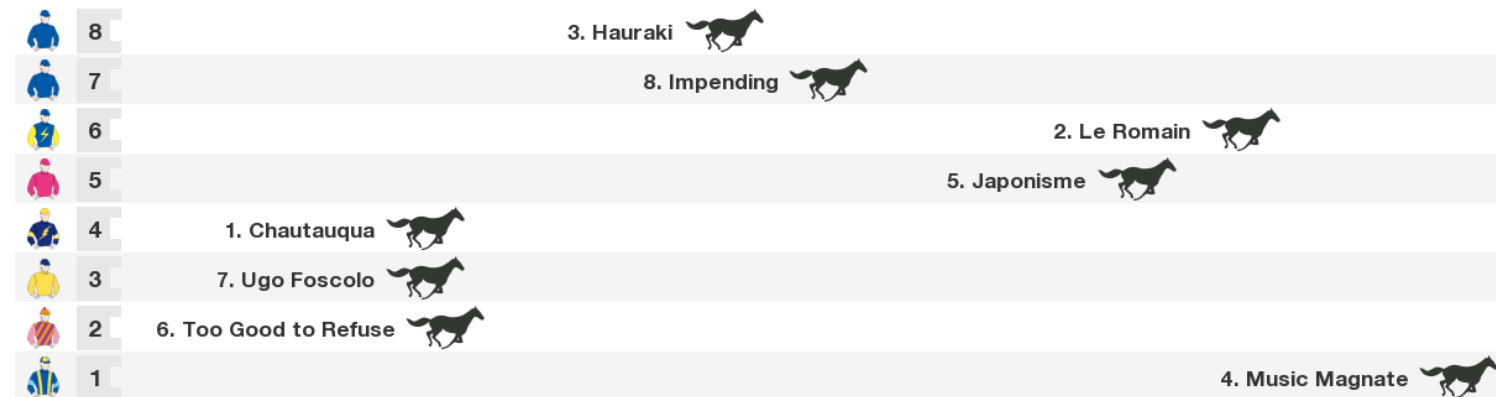 8 3. Hauraki
7 8. Impending
6 2. Le Romain
5 5. Japonisme
4 1. Chautauqua
3 7. Ugo Foscolo
2 6. Too Good to Refuse
1 4. Music Magnate